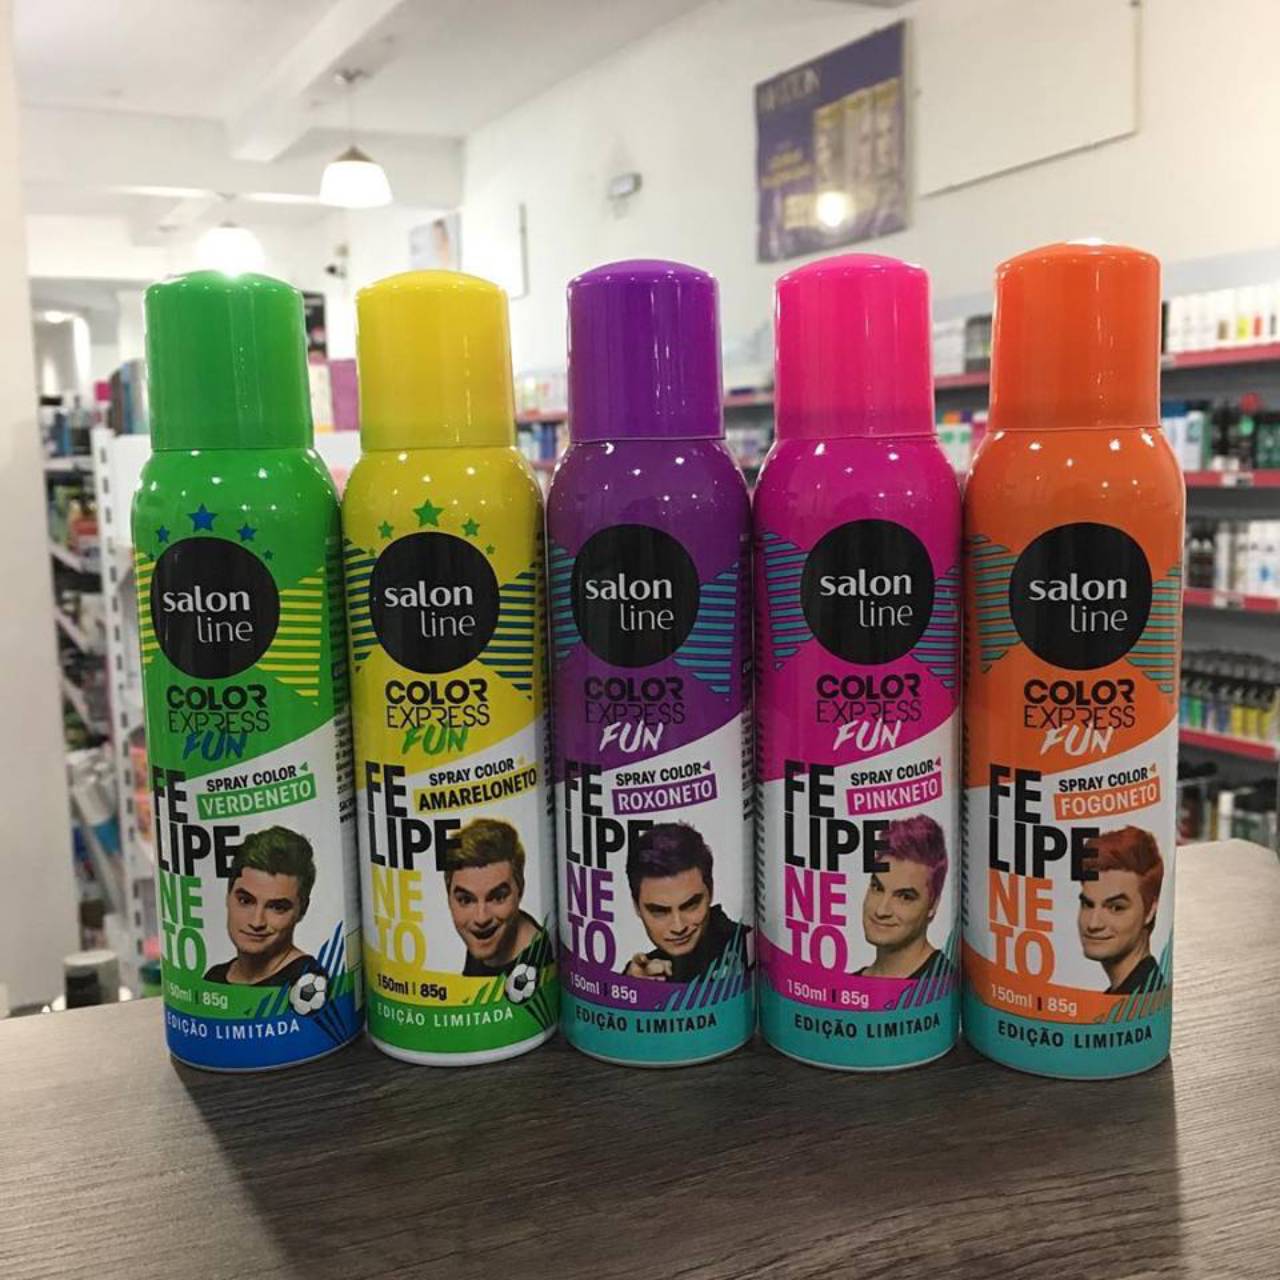 salon
line
COLOR
EXPRESS
FUN
SPRAY COLOR
VERDENETO
FE
LIPE
NE
TO
150ml | 85g
EDIÇÃO LIMITADA
salon
line
COLOR
EXPRESS
FUN
SPRAY COLOR
AMARELONETO
FE
LIPE
NE
TO
150ml | 85g
EDIÇÃO LIMITADA
salon
line
COLOR
EXPRESS
FUN
SPRAY COLOR
ROXONETO
FE
LIPE
NE
TO
150ml | 85g
EDIÇÃO LIMITADA
salon
line
COLOR
EXPRESS
FUN
SPRAY COLOR
PINKNETO
FE
LIPE
NE
TO
150ml | 85g
EDIÇÃO LIMITADA
salon
line
COLOR
EXPRESS
FUN
SPRAY COLOR
FOGONETO
FE
LIPE
NE
TO
150ml | 85g
EDIÇÃO LIMITADA